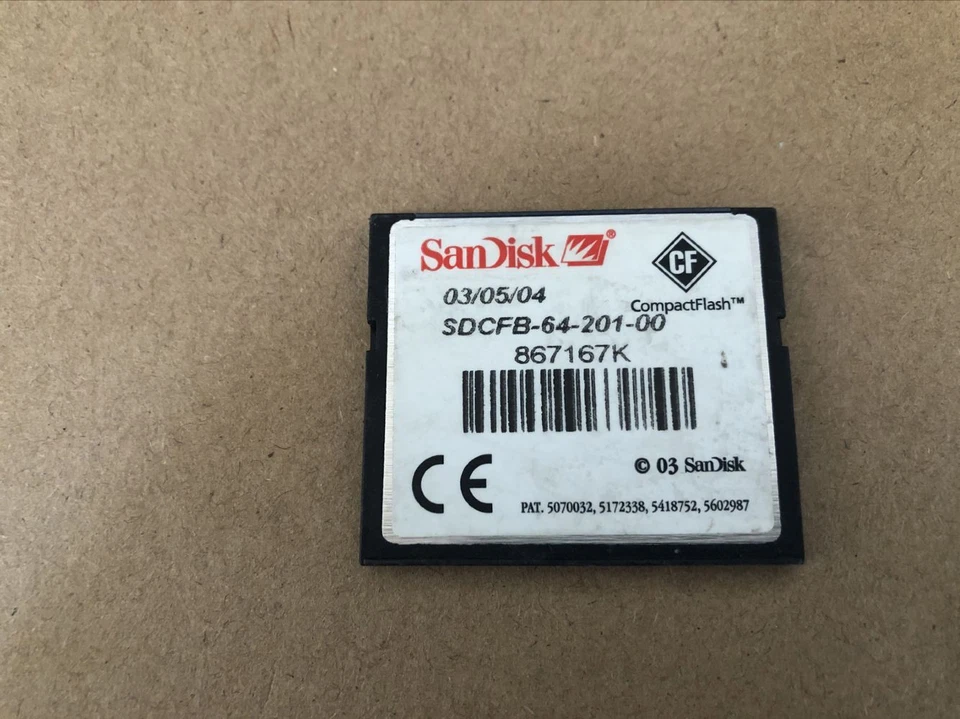 SanDisk®
CF
CompactFlash™
03/05/04
SDCFB-64-201-00
867167K
CE
© 03 SanDisk
PAT. 5070032, 5172338, 5418752, 5602987